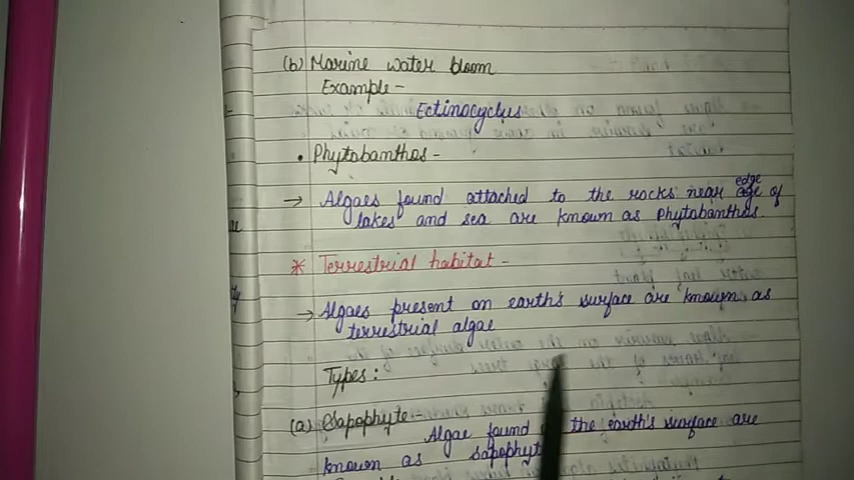 (b) Marine water bloom
Example -
Ectinocyclus
• Phytobanthos -
→ Algaes found attached to the rocks near edge of
lakes and sea are known as Phytobanthos.
* Terrestrial habitat -
→ Algaes present on earth's surface are known as
terrestrial algae
Types:
(a) Sapophyte -
Algae found the earth's surface are
known as sapophyt